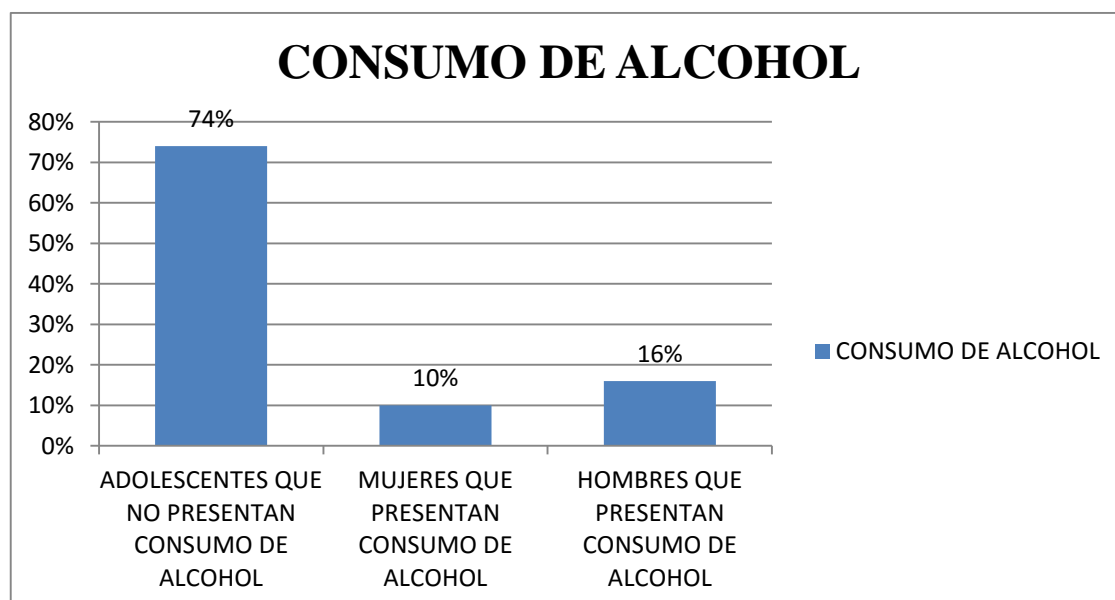 CONSUMO DE ALCOHOL
80%
70%
60%
50%
40%
30%
20%
10%
0%
74%
10%
16%
ADOLESCENTES QUE
NO PRESENTAN
CONSUMO DE
ALCOHOL
MUJERES QUE
PRESENTAN
CONSUMO DE
ALCOHOL
HOMBRES QUE
PRESENTAN
CONSUMO DE
ALCOHOL
CONSUMO DE ALCOHOL